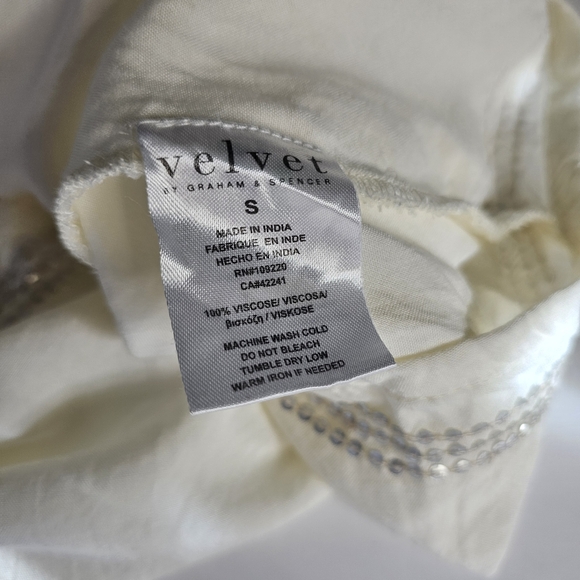 velvet
BY GRAHAM & SPENCER
S
MADE IN INDIA
FABRIQUE EN INDE
HECHO EN INDIA
RN#109220
CA#42241
100% VISCOSE/ VISCOSA/
βισκόζη / VISKOSE
MACHINE WASH COLD
DO NOT BLEACH
TUMBLE DRY LOW
WARM IRON IF NEEDED